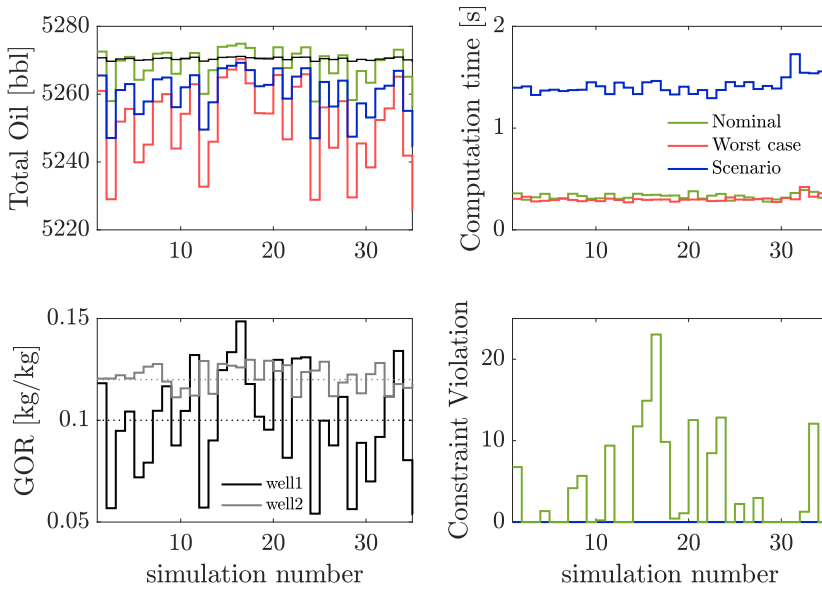 Total Oil [bbl]
5280
5260
5240
5220
10
20
30
Computation time [s]
2
1
0
10
20
30
Nominal
Worst case
Scenario
GOR [kg/kg]
0.15
0.1
0.05
10
20
30
well1
well2
simulation number
Constraint Violation
20
10
0
10
20
30
simulation number